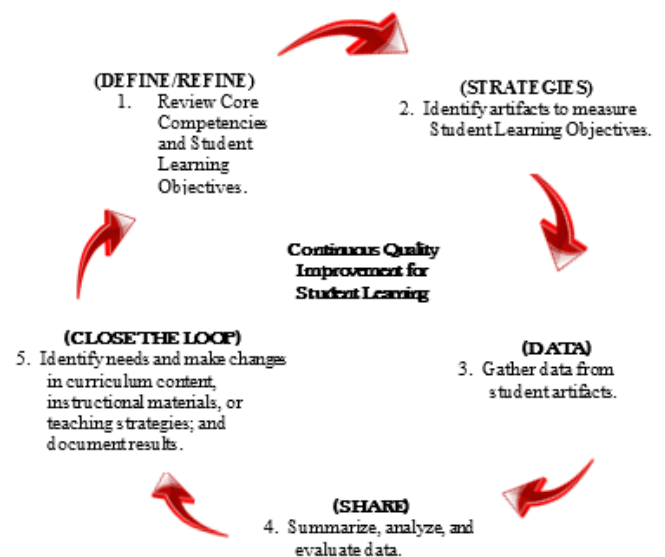 (DEFINE/REFINE)
1. Review Core
Competencies
and Student
Learning
Objectives.
(STRATEGIES)
2. Identify artifacts to measure
Student Learning Objectives.
Continuous Quality
Improvement for
Student Learning
(DATA)
3. Gather data from
student artifacts.
(SHARE)
4. Summarize, analyze, and
evaluate data.
(CLOSE THE LOOP)
5. Identify needs and make changes
in curriculum content,
instructional materials, or
teaching strategies; and
document results.